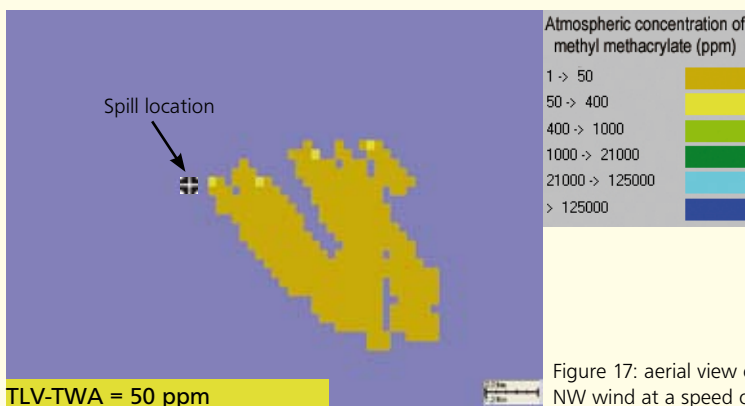 Atmospheric concentration of
methyl methacrylate (ppm)
1 -> 50
50 -> 400
400 -> 1000
1000 -> 21000
21000 -> 125000
> 125000
Spill location
TLV-TWA = 50 ppm
Figure 17: aerial view
NW wind at a speed